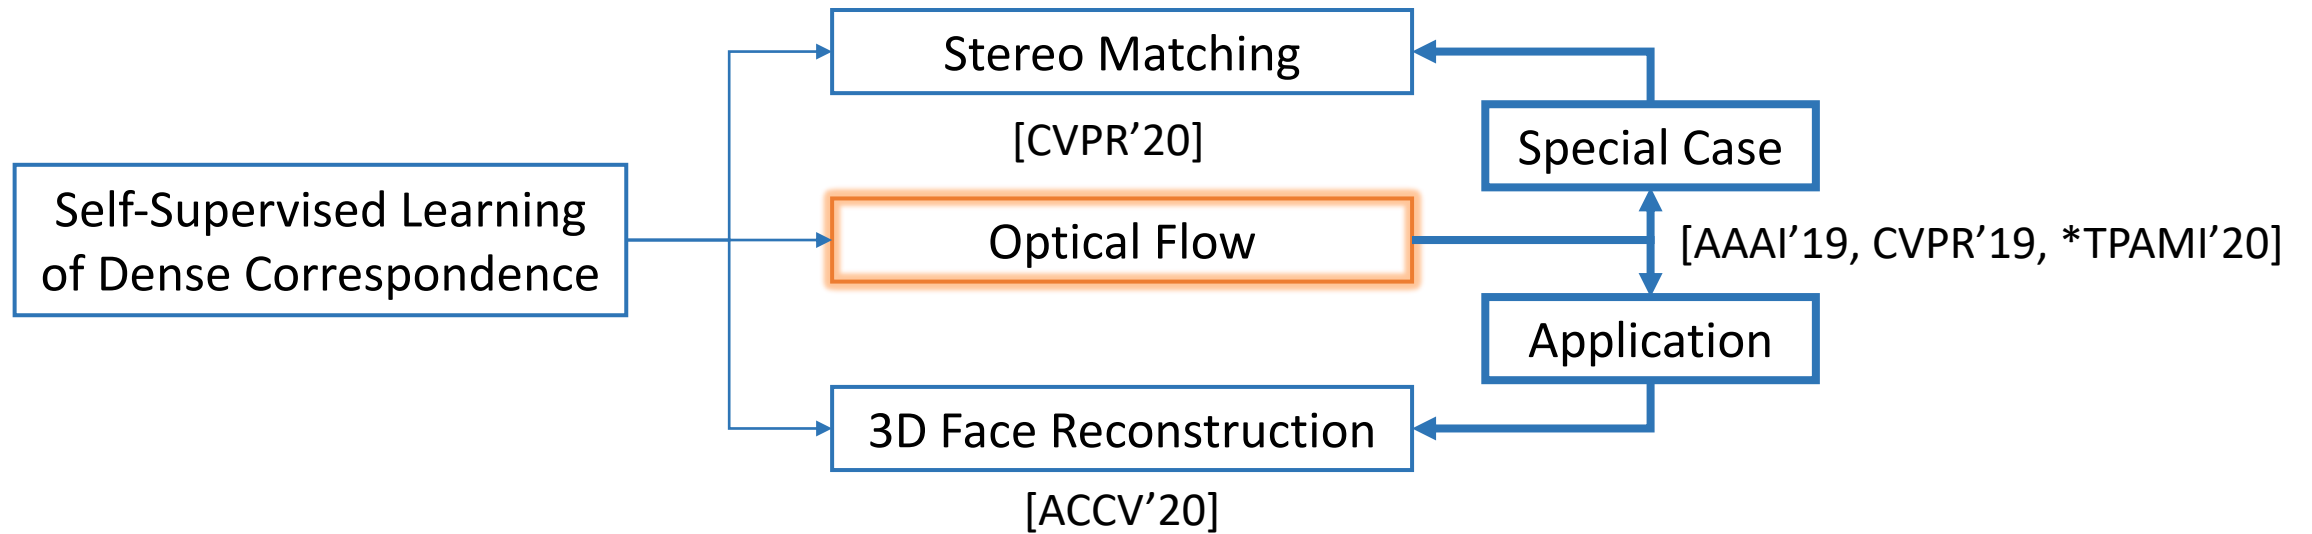 Stereo Matching
[CVPR’20]
Special Case
Self-Supervised Learning
of Dense Correspondence
Optical Flow
[AAAI’19, CVPR’19, *TPAMI’20]
Application
3D Face Reconstruction
[ACCV’20]